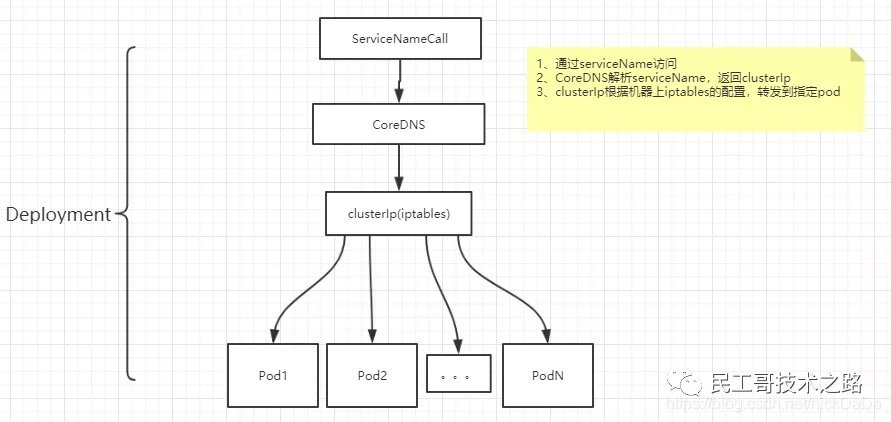 ServiceNameCall
1、通过serviceName访问
2、CoreDNS解析serviceName，返回clusterIp
3、clusterIp根据机器上iptables的配置，转发到指定pod
CoreDNS
Deployment
clusterIp(iptables)
Pod1
Pod2
。。。
PodN
民工哥技术之路
https://blog.csdn.net/nickDaDa